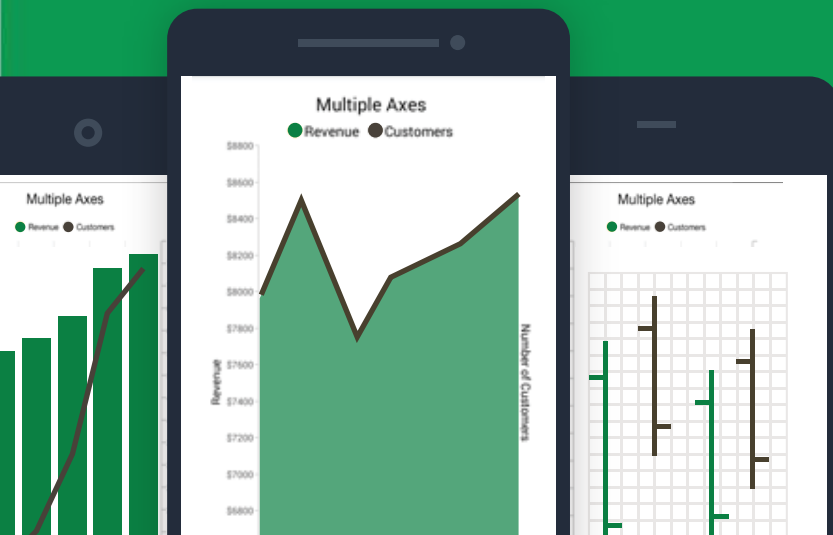 Multiple Axes
Revenue Customers
Multiple Axes
Revenue Customers
$8800
$8600
$8400
$8200
$8000
$7800
$7600
$7400
$7200
$7000
$6800
Revenue
Number of Customers
Multiple Axes
Revenue Customers